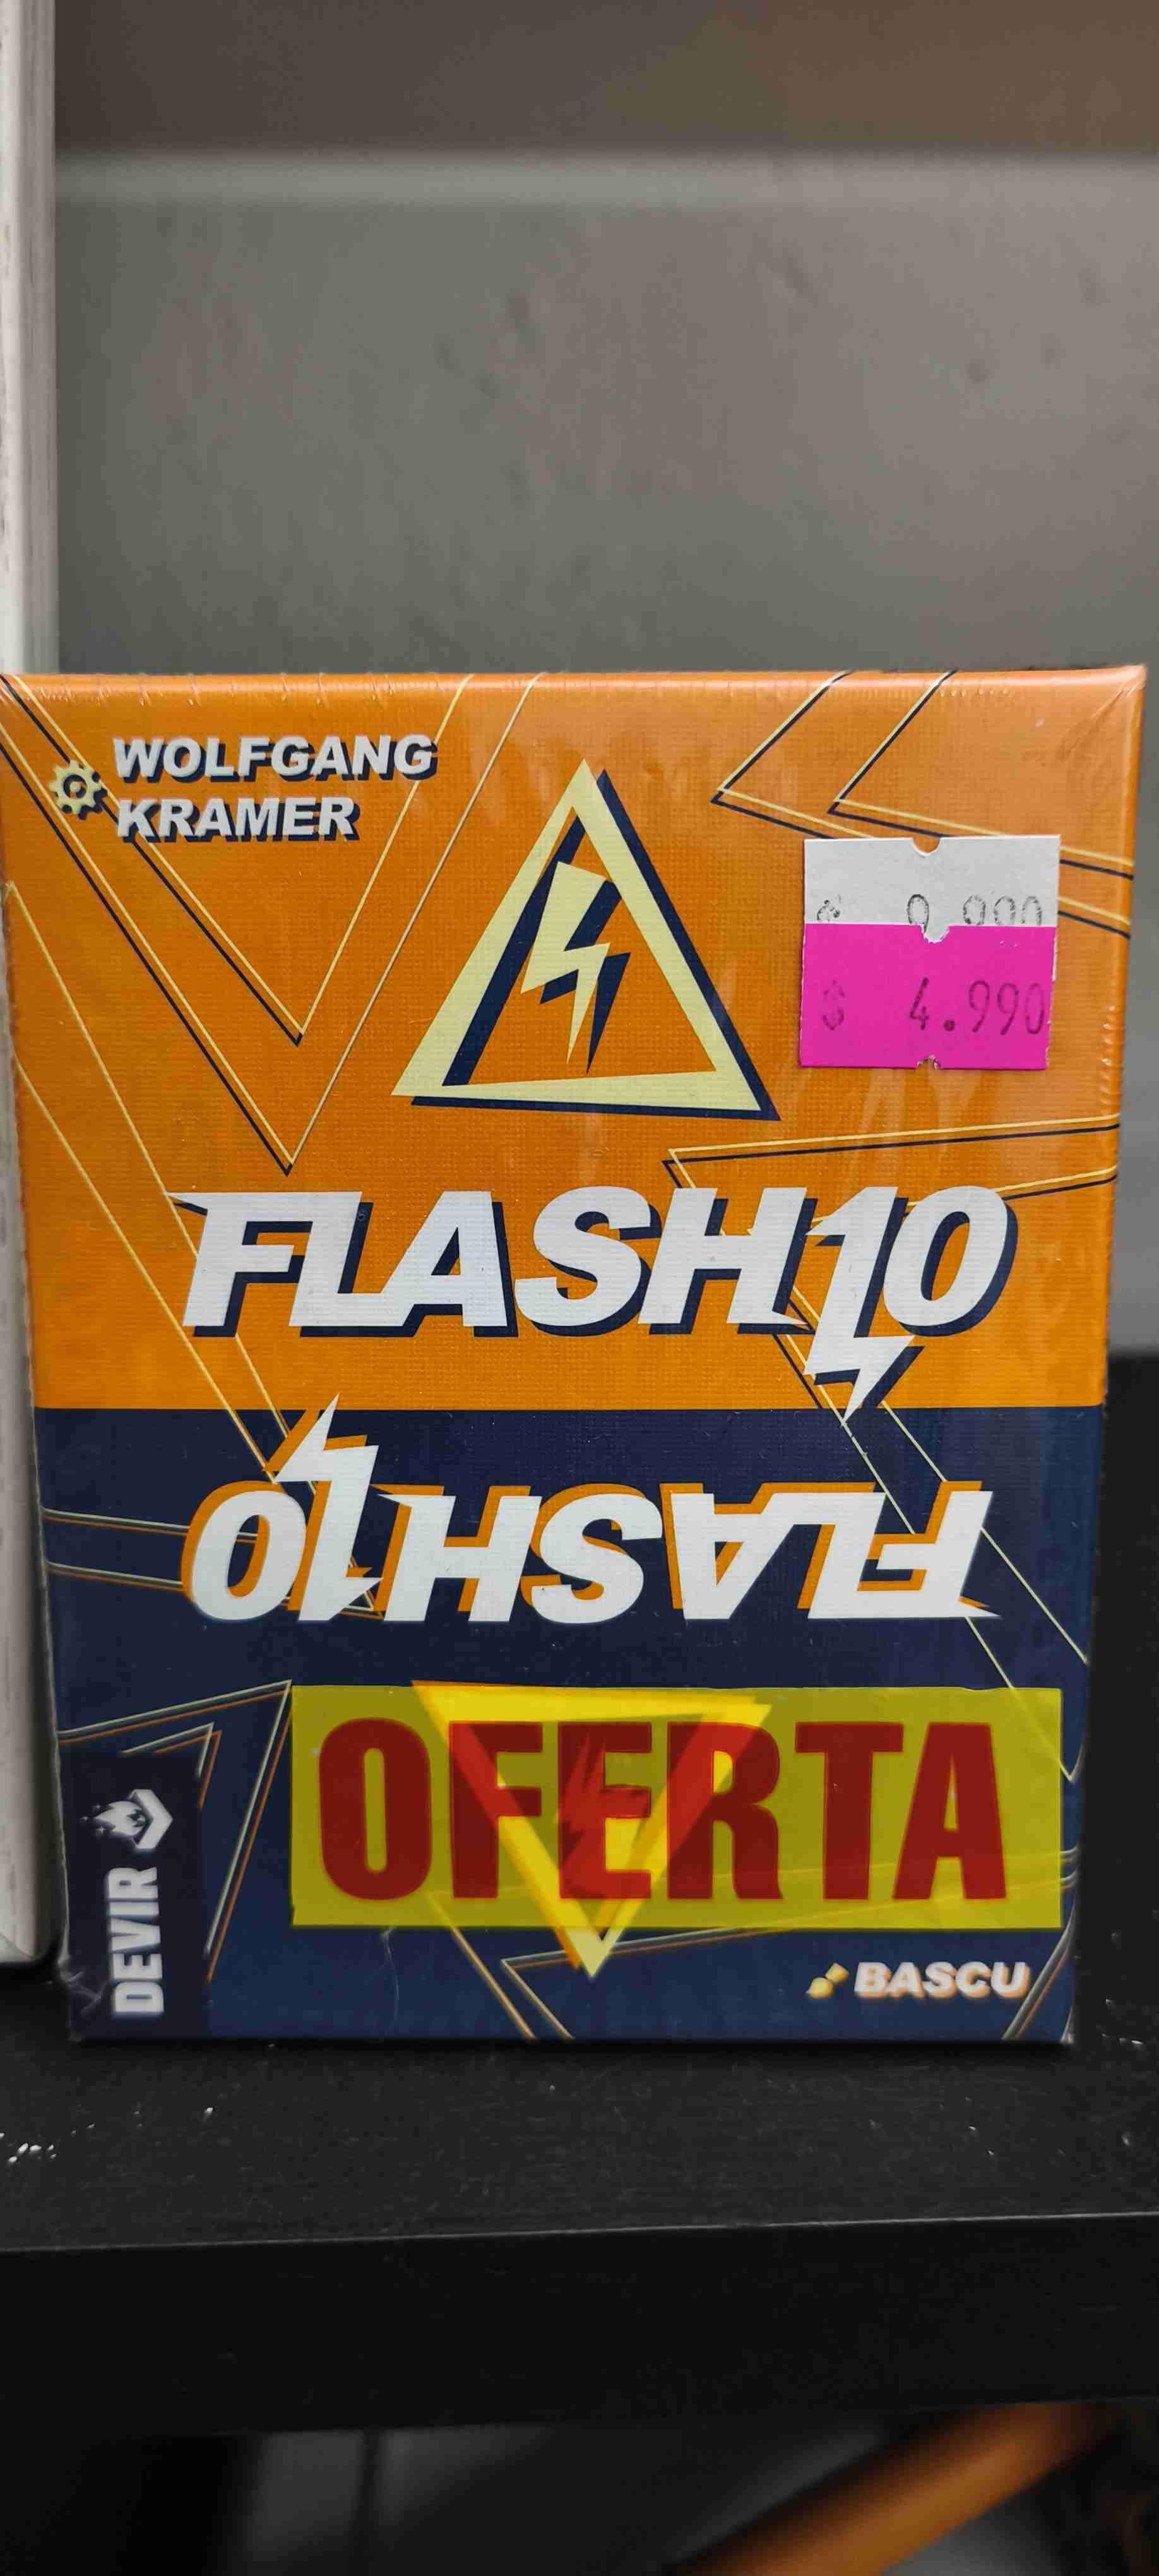 WOLFGANG
KRAMER
$ 4.990
FLASH10
FLASH10
OFERTA
DEVIR
BASCU